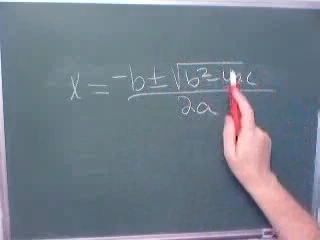 x = -b ± √b² - 4ac
2a